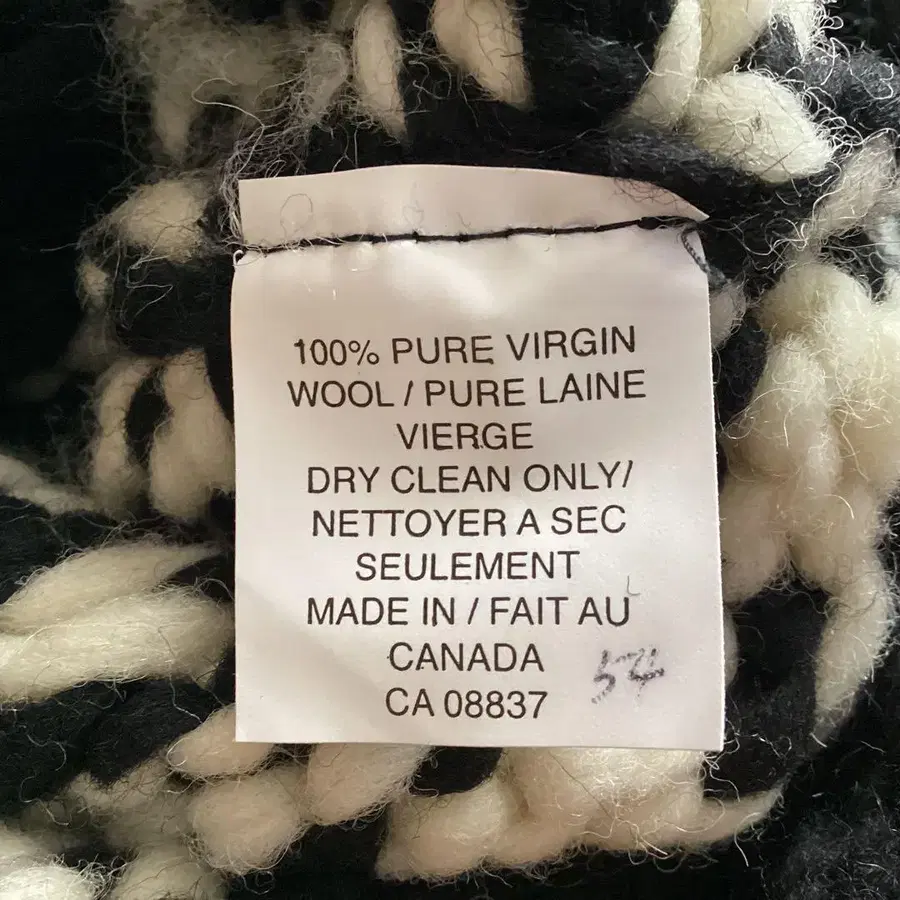 100% PURE VIRGIN
WOOL / PURE LAINE
VIERGE
DRY CLEAN ONLY/
NETTOYER A SEC
SEULEMENT
MADE IN / FAIT AU
CANADA
CA 08837
54